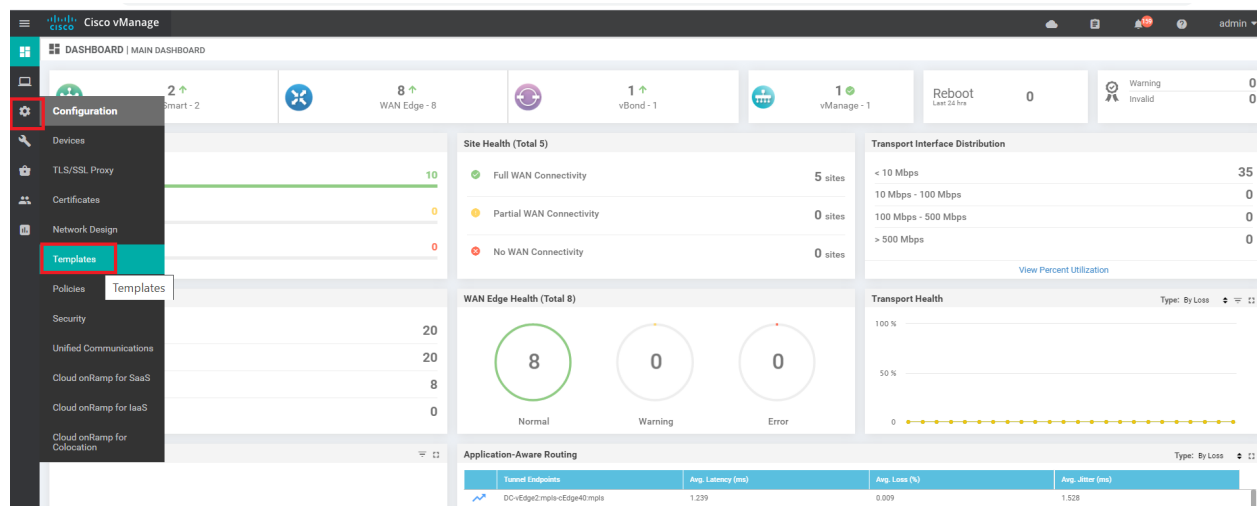 cisco Cisco vManage
159
admin
DASHBOARD | MAIN DASHBOARD
2
Smart - 2
8
WAN Edge - 8
1
vBond - 1
1
vManage - 1
Reboot
Last 24 hrs
0
Warning 0
Invalid 0
Configuration
Devices
TLS/SSL Proxy
Certificates
Network Design
Templates
Templates
Policies
Security
Unified Communications
Cloud onRamp for SaaS
Cloud onRamp for IaaS
Cloud onRamp for
Colocation
10
0
0
Site Health (Total 5)
Full WAN Connectivity 5 sites
Partial WAN Connectivity 0 sites
No WAN Connectivity 0 sites
Transport Interface Distribution
< 10 Mbps 35
10 Mbps - 100 Mbps 0
100 Mbps - 500 Mbps 0
> 500 Mbps 0
View Percent Utilization
20
20
8
0
WAN Edge Health (Total 8)
8 0 0
Normal Warning Error
Transport Health Type: By Loss
100 %
50 %
0
Application-Aware Routing Type: By Loss
Tunnel Endpoints Avg. Latency (ms) Avg. Loss (%) Avg. Jitter (ms)
DC-vEdge2:mpls-cEdge40:mpls 1.239 0.009 1.528